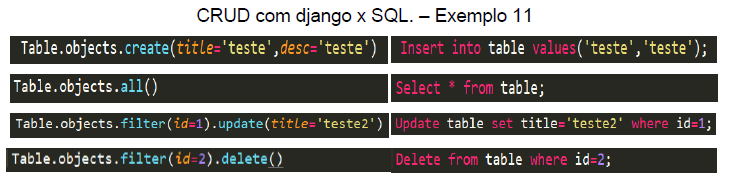 CRUD com django x SQL. – Exemplo 11
Table.objects.create(title='teste',desc='teste') Insert into table values('teste','teste');
Table.objects.all() Select * from table;
Table.objects.filter(id=1).update(title='teste2') Update table set title='teste2' where id=1;
Table.objects.filter(id=2).delete() Delete from table where id=2;